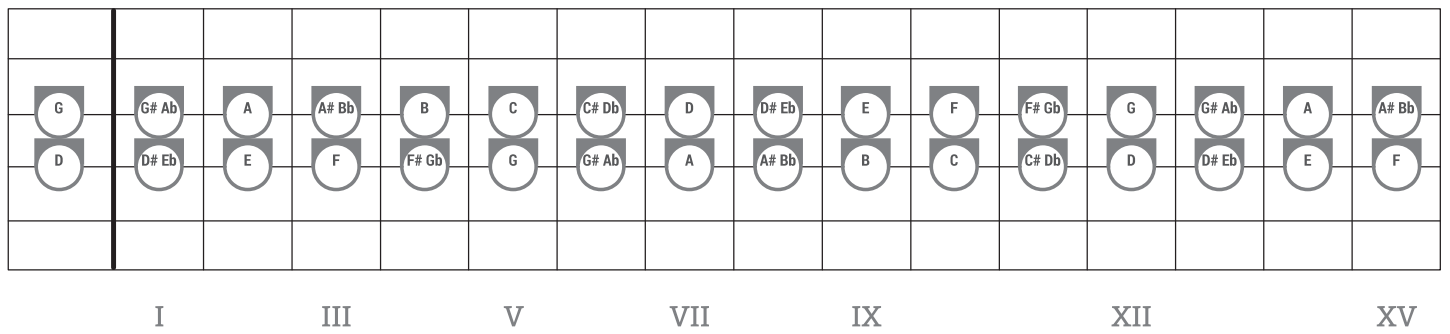 G G# Ab A A# Bb B C C# Db D D# Eb E F F# Gb G G# Ab A A# Bb
D D# Eb E F F# Gb G G# Ab A A# Bb B C C# Db D D# Eb E F
I III V VII IX XII XV